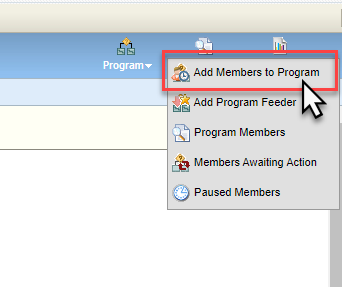 Program
Add Members to Program
Add Program Feeder
Program Members
Members Awaiting Action
Paused Members